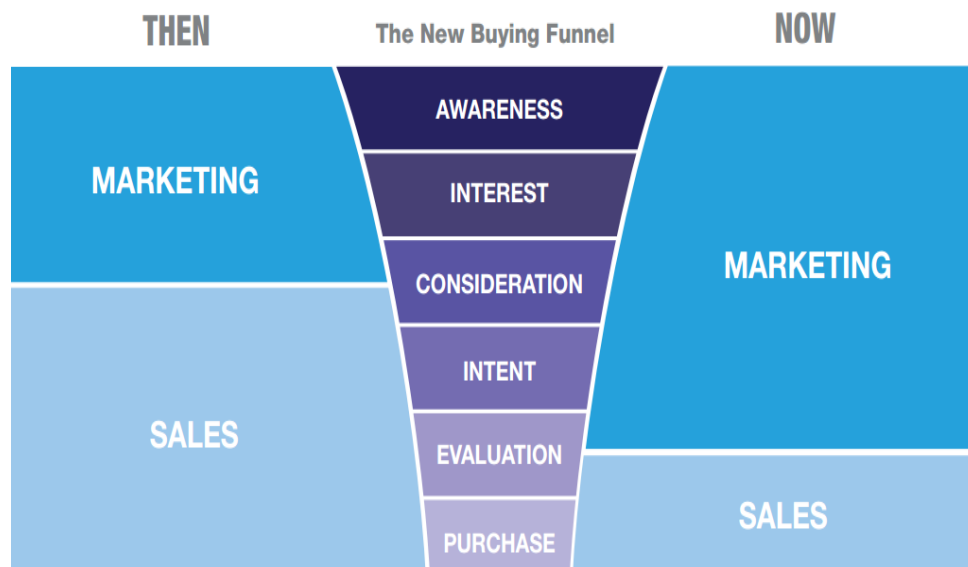 THEN
The New Buying Funnel
NOW
AWARENESS
MARKETING
INTEREST
CONSIDERATION
MARKETING
INTENT
SALES
EVALUATION
SALES
PURCHASE